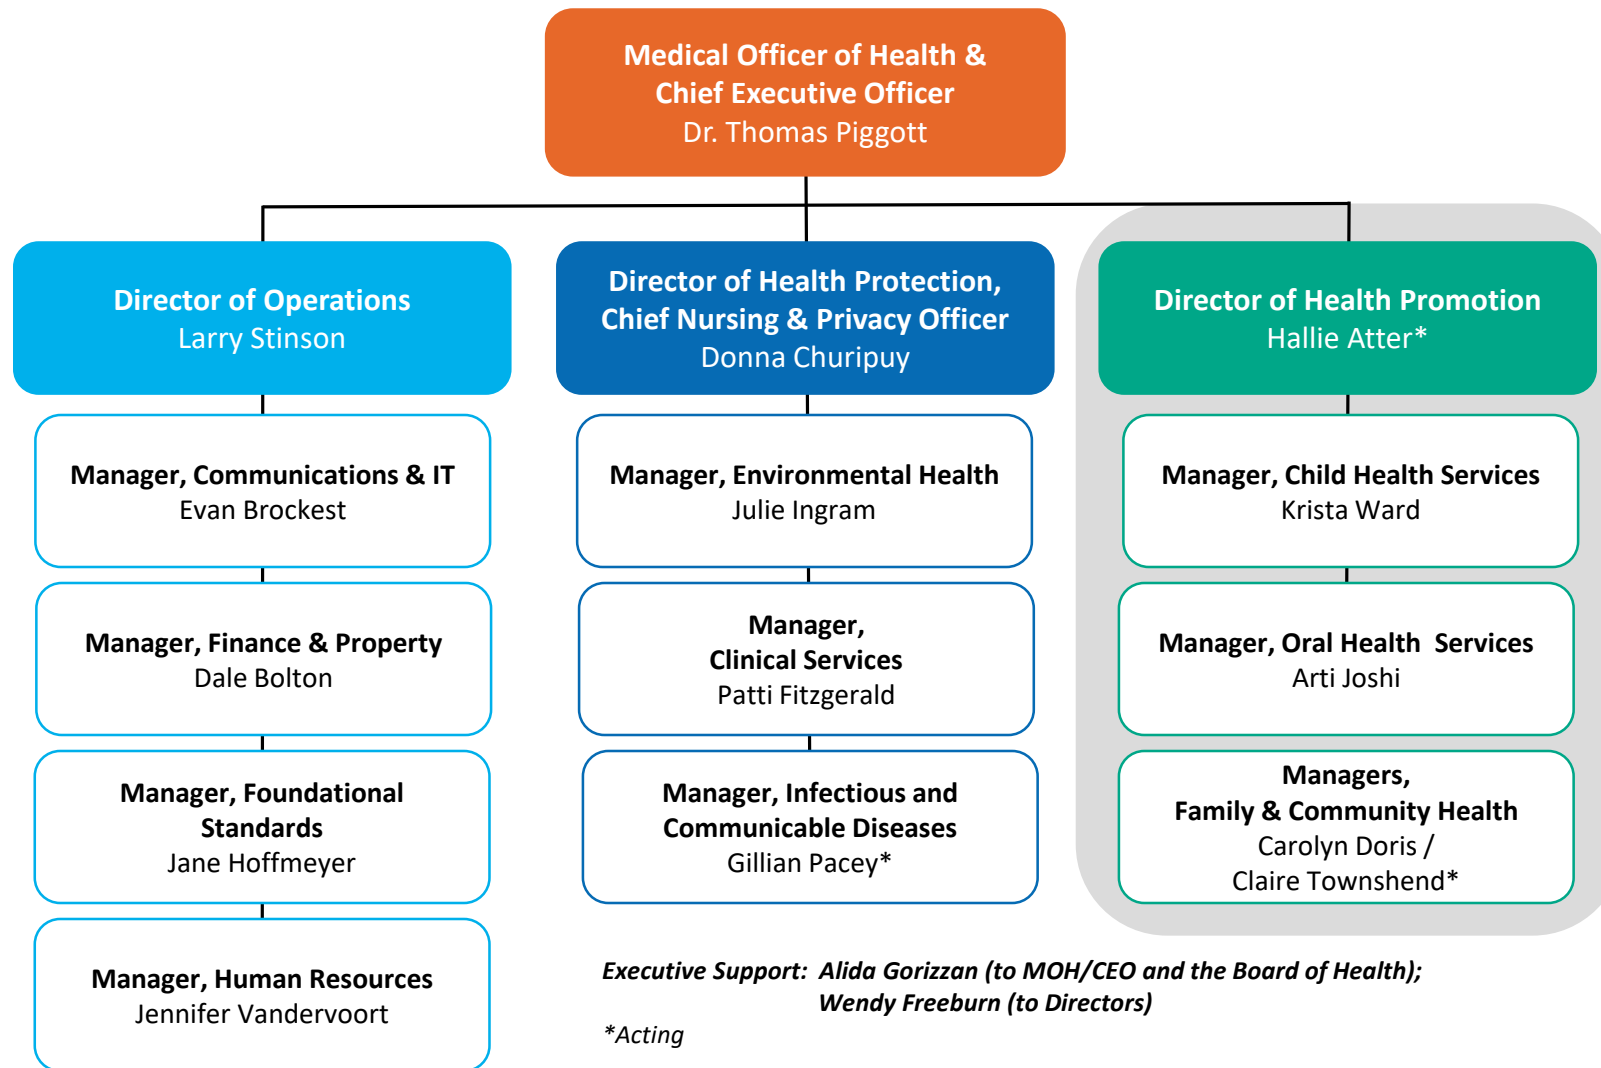 Medical Officer of Health &
Chief Executive Officer
Dr. Thomas Piggott
Director of Operations
Larry Stinson
Director of Health Protection,
Chief Nursing & Privacy Officer
Donna Churipuy
Director of Health Promotion
Hallie Atter*
Manager, Communications & IT
Evan Brockest
Manager, Environmental Health
Julie Ingram
Manager, Child Health Services
Krista Ward
Manager, Finance & Property
Dale Bolton
Manager,
Clinical Services
Patti Fitzgerald
Manager, Oral Health  Services
Arti Joshi
Manager, Foundational
Standards
Jane Hoffmeyer
Manager, Infectious and
Communicable Diseases
Gillian Pacey*
Managers,
Family & Community Health
Carolyn Doris /
Claire Townshend*
Manager, Human Resources
Jennifer Vandervoort
Executive Support:  Alida Gorizzan (to MOH/CEO and the Board of Health);
Wendy Freeburn (to Directors)
*Acting